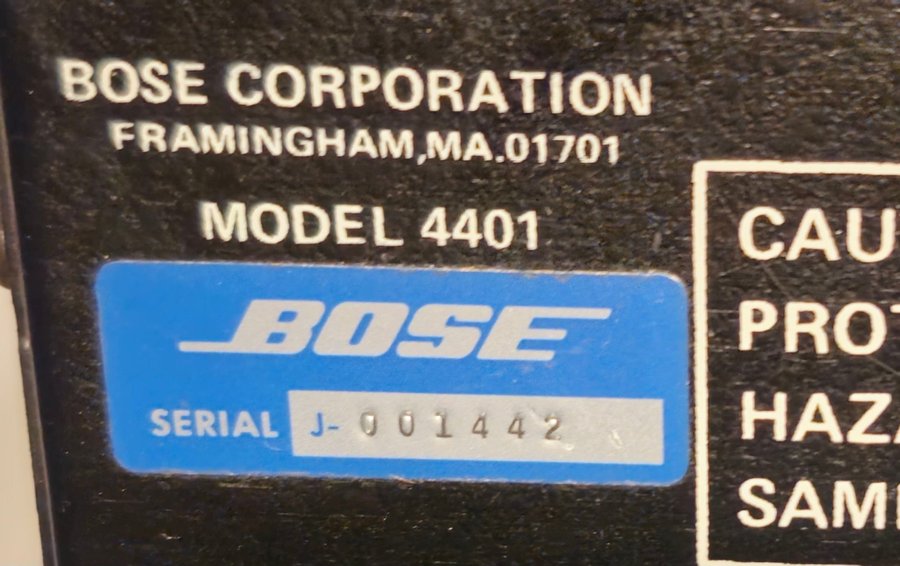 BOSE CORPORATION
FRAMINGHAM,MA.01701
MODEL 4401
BOSE
SERIAL J- 001442
CAU
PROT
HAZA
SAM